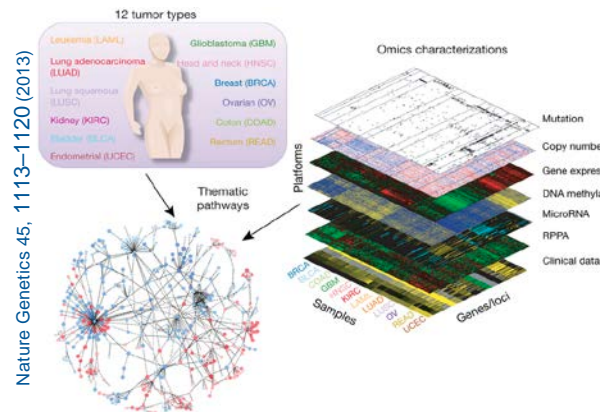 Nature Genetics 45, 1113–1120 (2013)
12 tumor types
Leukemia (LAML)
Lung adenocarcinoma
(LUAD)
Lung squamous
(LUSC)
Kidney (KIRC)
Bladder (BLCA)
Endometrial (UCEC)
Glioblastoma (GBM)
Head and neck (HNSC)
Breast (BRCA)
Ovarian (OV)
Colon (COAD)
Rectum (READ)
Omics characterizations
Mutation
Copy number
Gene express
DNA methyla
MicroRNA
RPPA
Clinical data
Platforms
Thematic
pathways
BRCA
BLCA
COAD
GBM
HNSC
KIRC
LAML
LUAD
LUSC
OV
READ
UCEC
Samples
Genes/loci